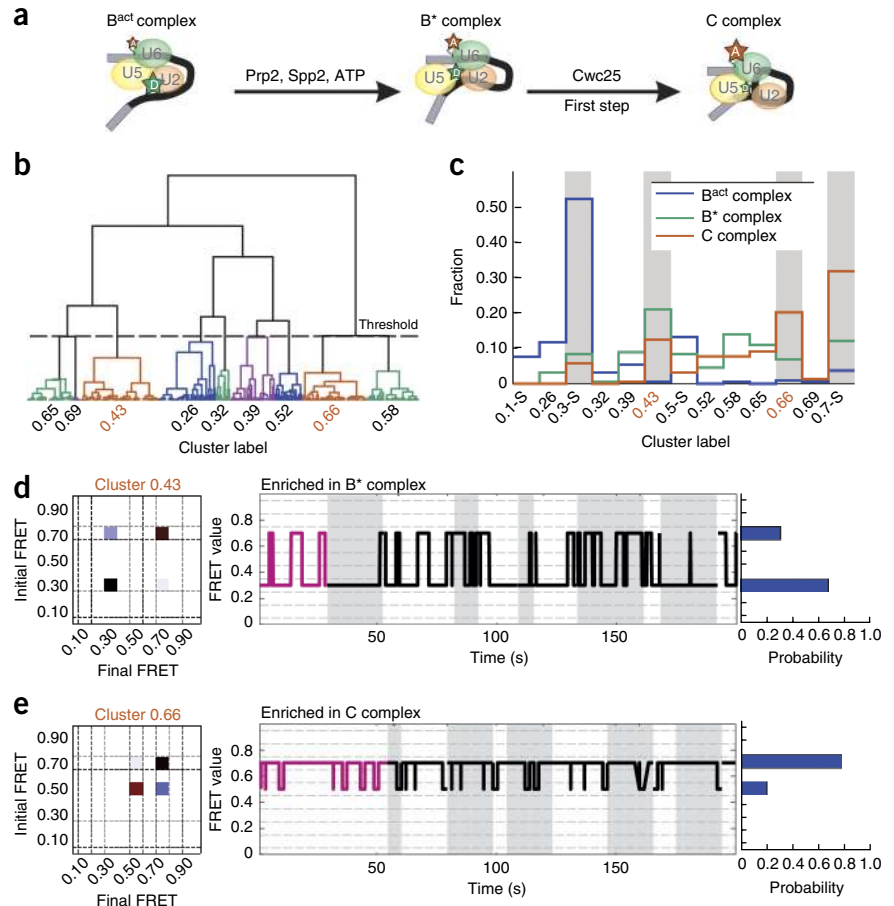 a
Bact complex
B* complex
C complex
A
U6
U5
D
U2
Prp2, Spp2, ATP
A
U6
U5
D
U2
Cwc25
First step
A
U6
U5
D
U2
b
Threshold
0.65
0.69
0.43
0.26
0.32
0.39
0.52
0.66
0.58
Cluster label
c
Fraction
0.50
0.40
0.30
0.20
0.10
0
Bact complex
B* complex
C complex
0.1-S
0.26
0.3-S
0.32
0.39
0.43
0.5-S
0.52
0.58
0.65
0.66
0.69
0.7-S
Cluster label
d
Cluster 0.43
Initial FRET
0.90
0.70
0.50
0.30
0.10
0.10
0.30
0.50
0.70
0.90
Final FRET
Enriched in B* complex
FRET value
0.8
0.6
0.4
0.2
0
50
100
150
Time (s)
0 0.2 0.4 0.6 0.8 1.0
Probability
e
Cluster 0.66
Initial FRET
0.90
0.70
0.50
0.30
0.10
0.10
0.30
0.50
0.70
0.90
Final FRET
Enriched in C complex
FRET value
0.8
0.6
0.4
0.2
0
50
100
150
Time (s)
0 0.2 0.4 0.6 0.8 1.0
Probability